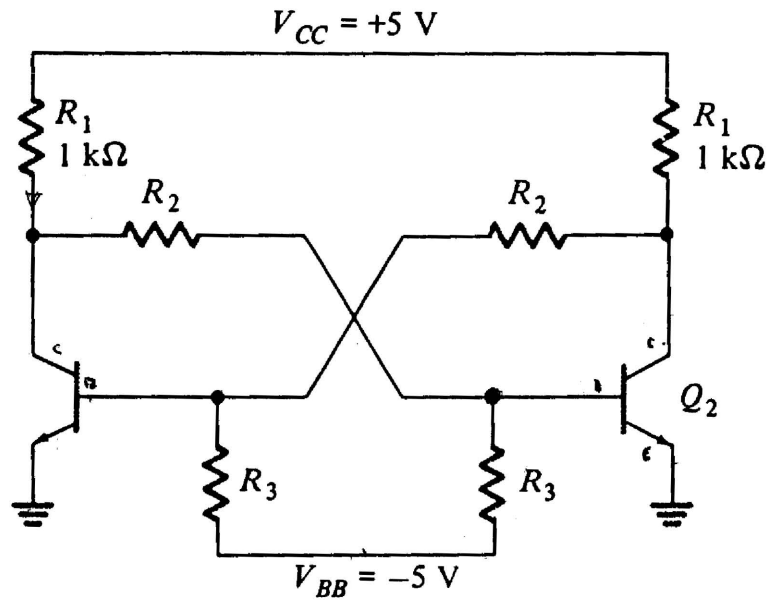 V_CC = +5 V
R_1
1 kΩ
R_1
1 kΩ
R_2
R_2
C
B
C
B
Q_2
E
R_3
R_3
V_BB = −5 V